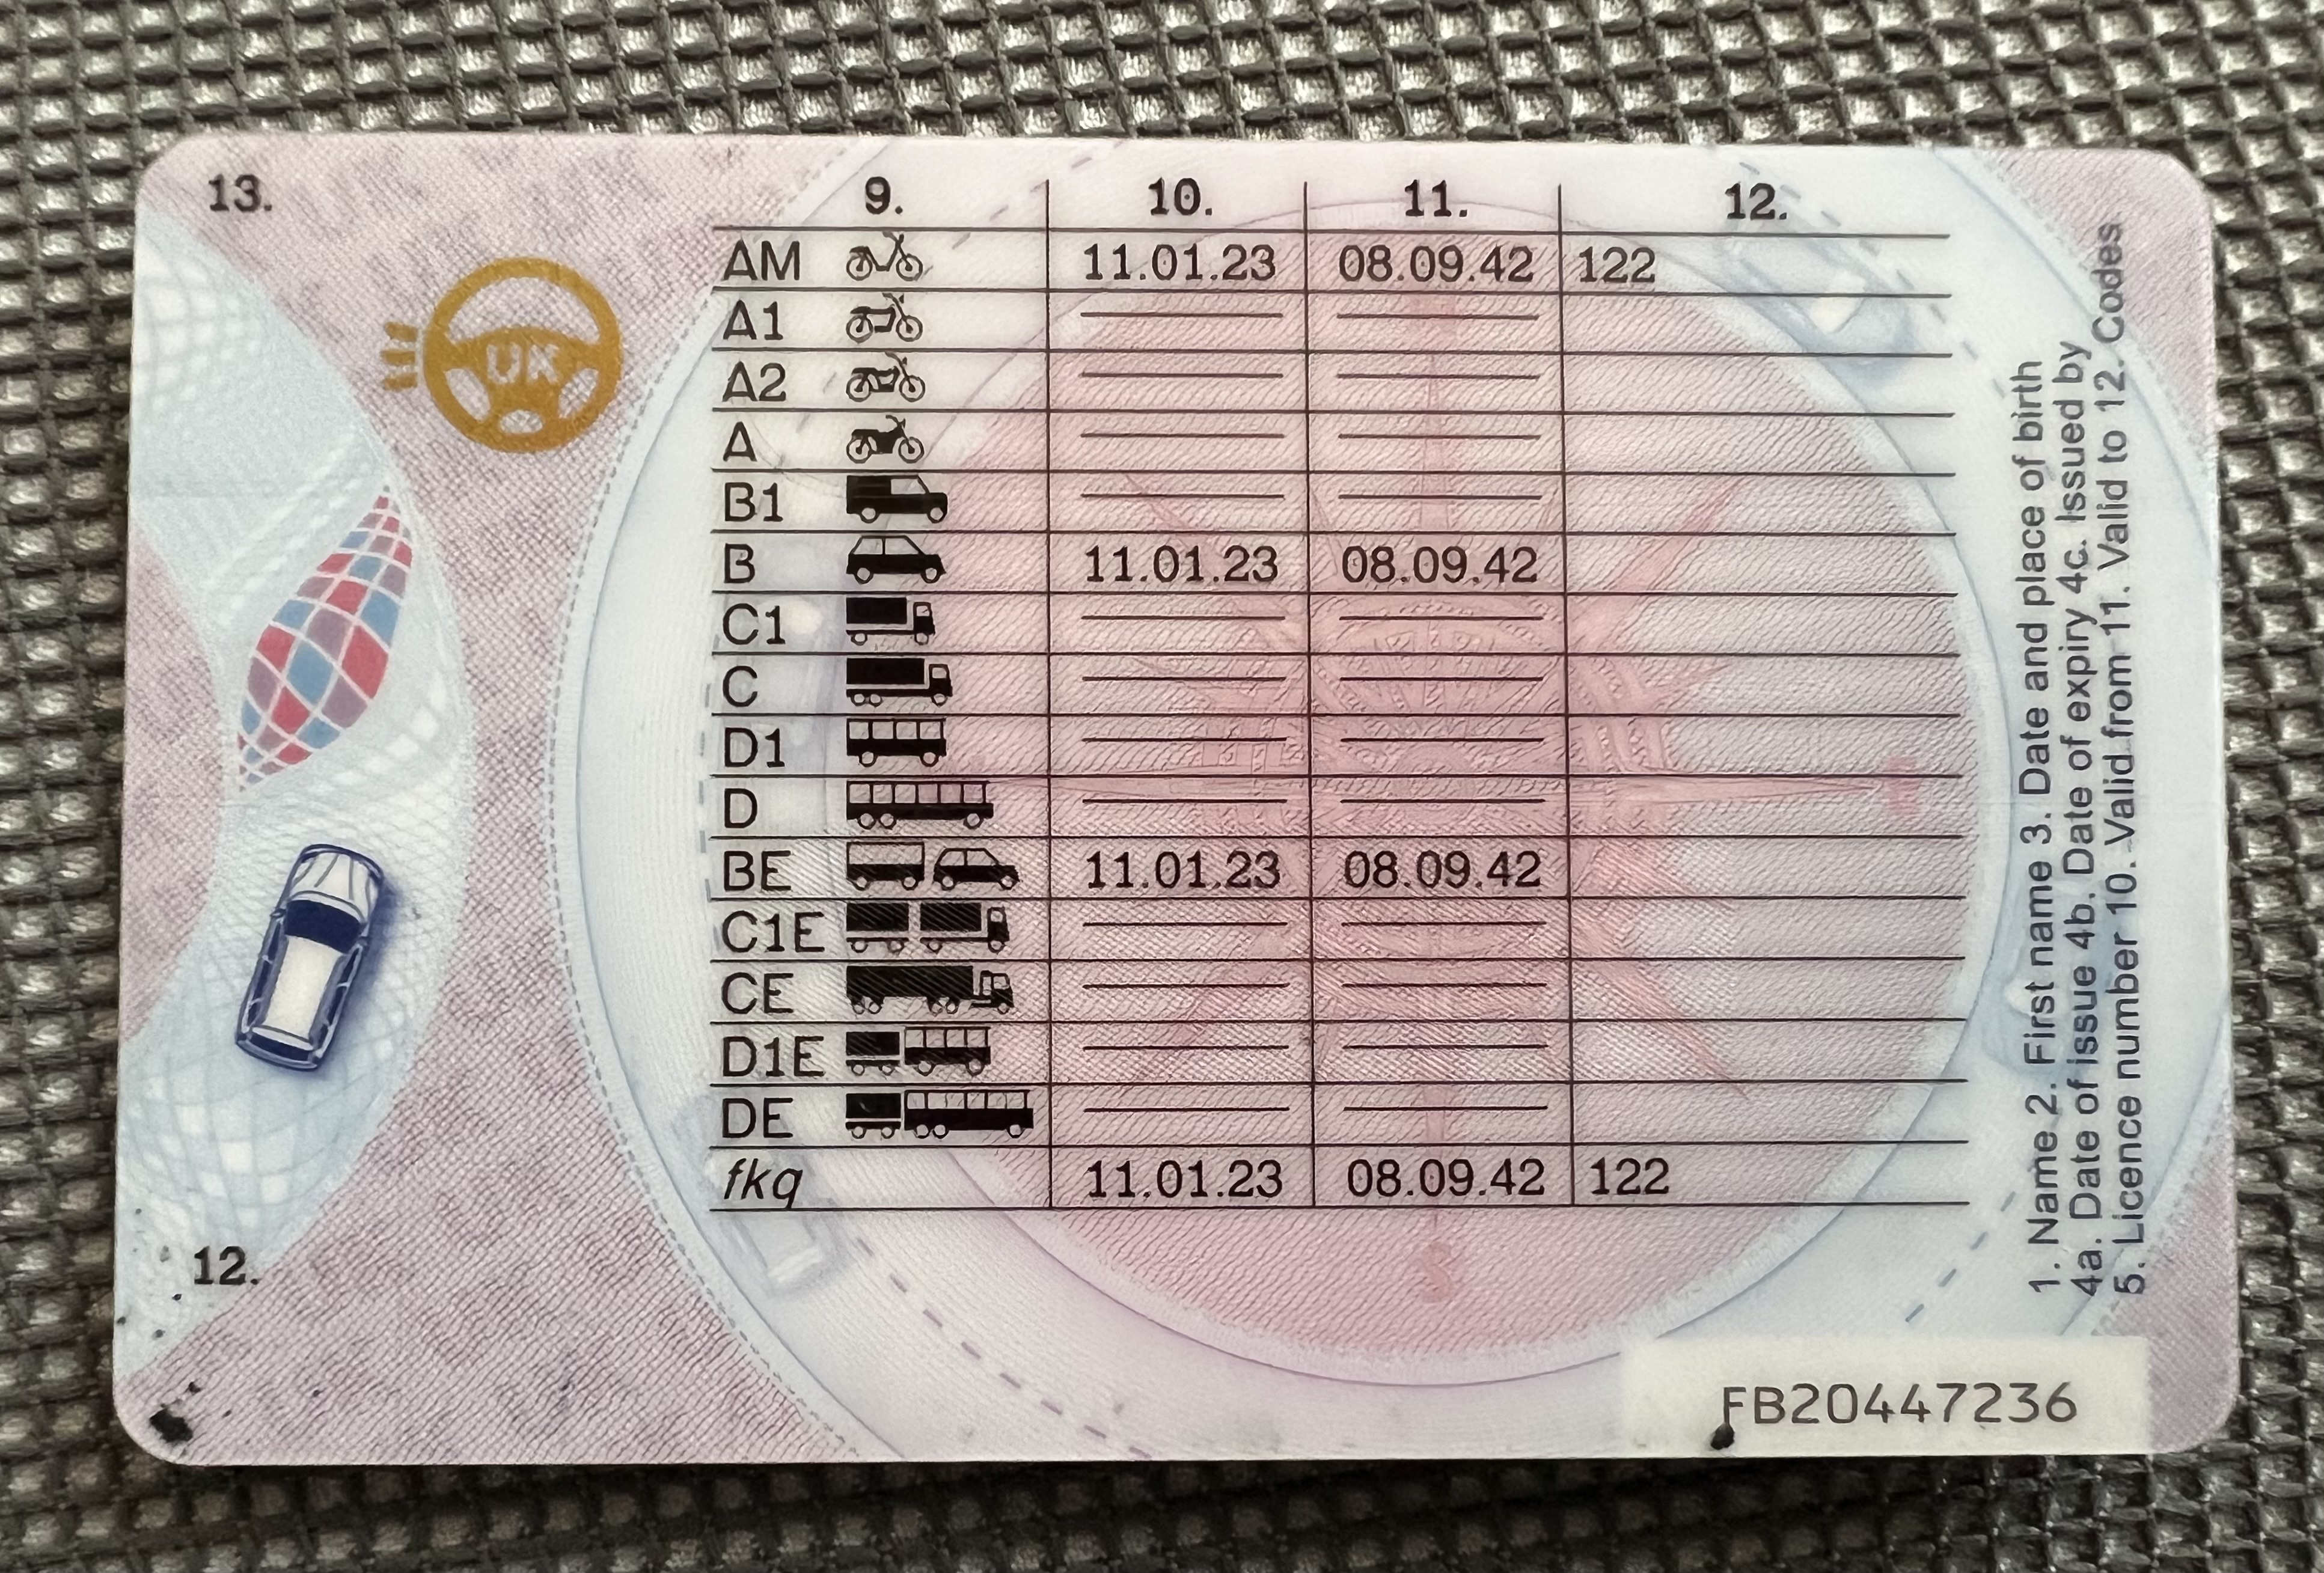 13.
UK
9. 10. 11. 12.
AM 11.01.23 08.09.42 122
A1
A2
A
B1
B 11.01.23 08.09.42
C1
C
D1
D
BE 11.01.23 08.09.42
C1E
CE
D1E
DE
fkq 11.01.23 08.09.42 122
12.
1. Name 2. First name 3. Date and place of birth
4a. Date of issue 4b. Date of expiry 4c. Issued by
5. Licence number 10. Valid from 11. Valid to 12. Codes
FB20447236